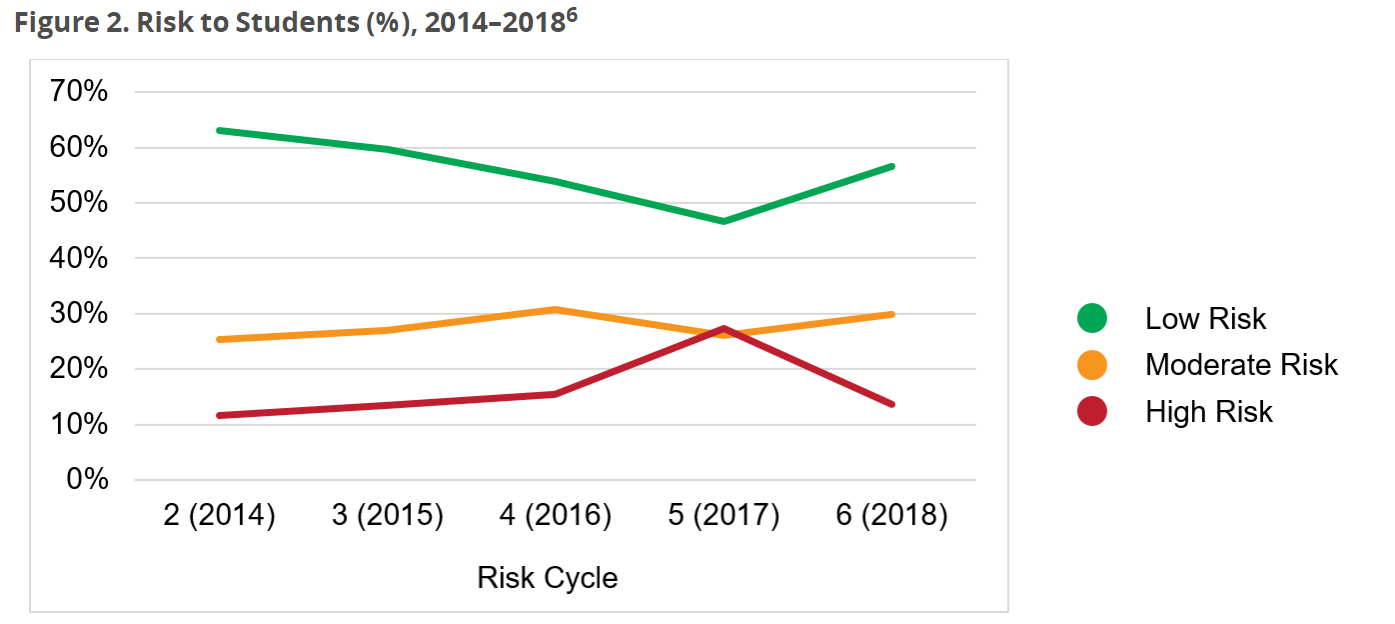 Figure 2. Risk to Students (%), 2014–2018⁶
70%
60%
50%
40%
30%
20%
10%
0%
2 (2014) 3 (2015) 4 (2016) 5 (2017) 6 (2018)
Risk Cycle
Low Risk
Moderate Risk
High Risk